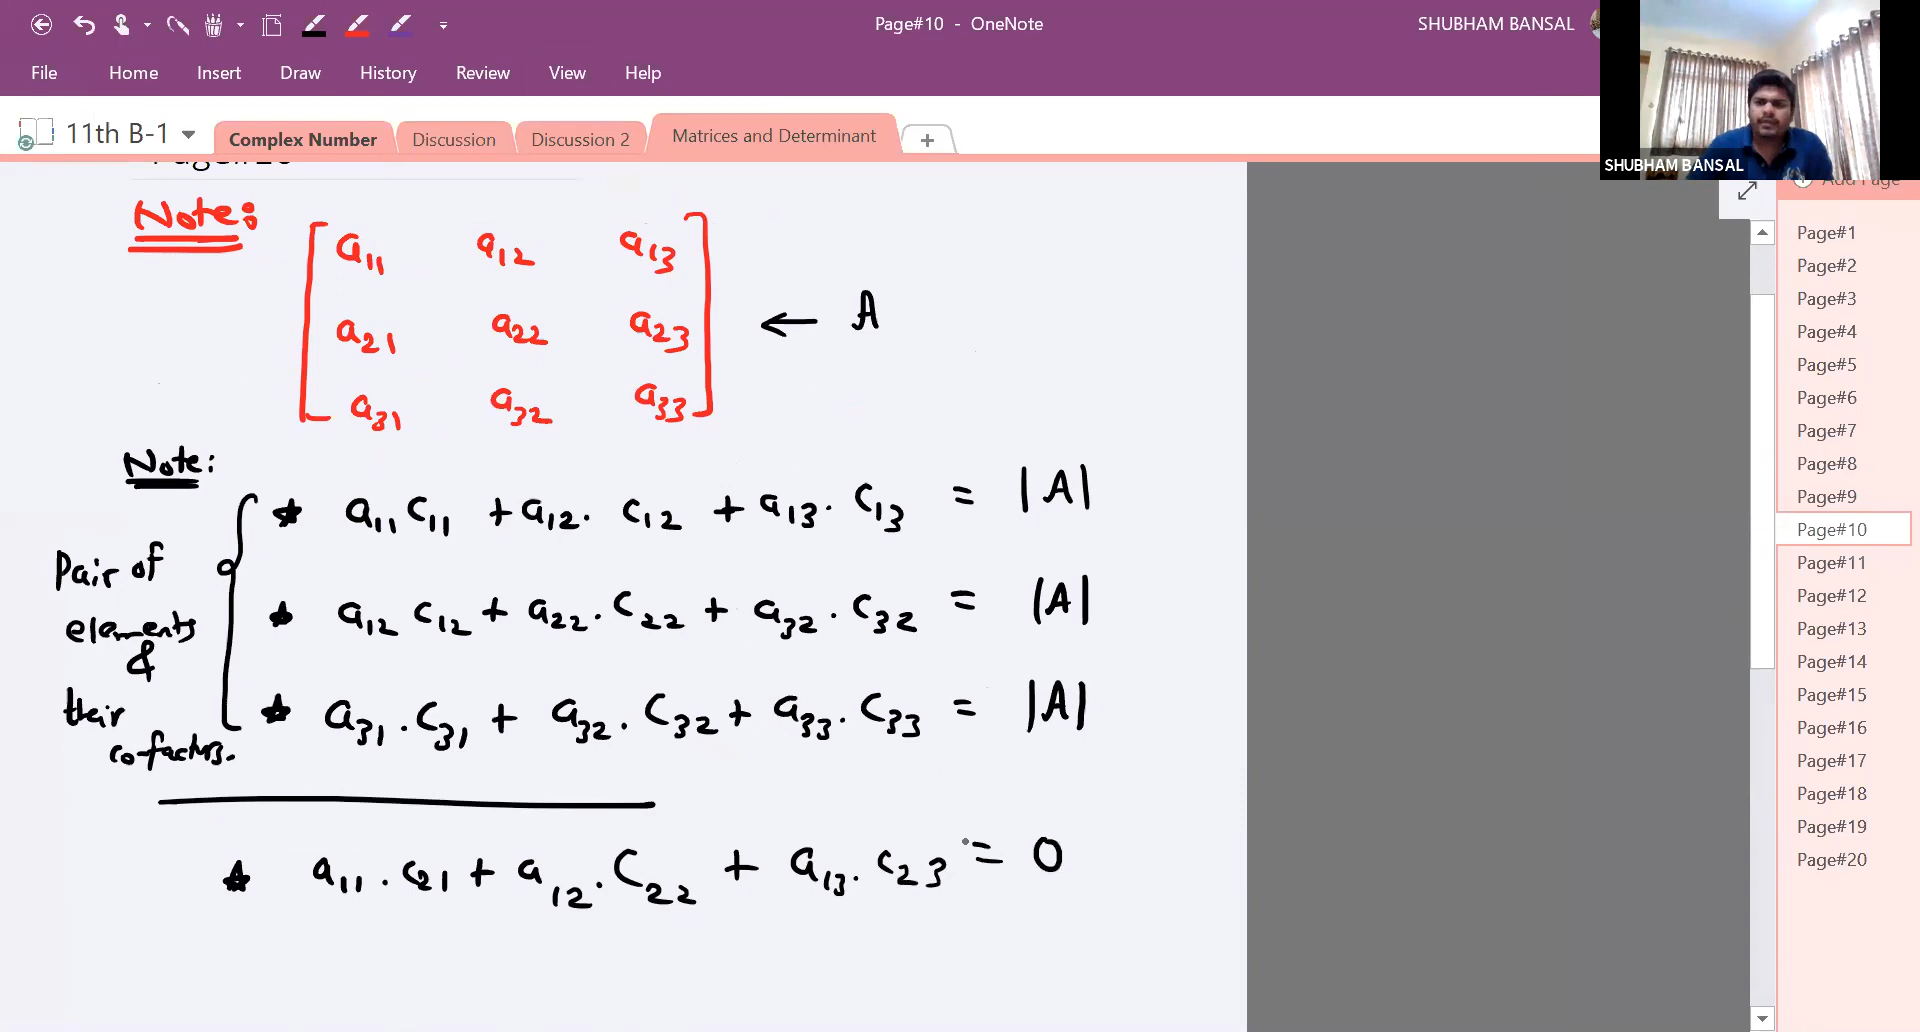 Page#10 - OneNote
SHUBHAM BANSAL
File Home Insert Draw History Review View Help
11th B-1
Complex Number Discussion Discussion 2 Matrices and Determinant +
SHUBHAM BANSAL
Add Page
Note:
a11 a12 a13
a21 a22 a23
a31 a32 a33
← A
Note:
Pair of
elements
&
their
co-factors.
★ a11 c11 + a12 . c12 + a13 . c13 = |A|
★ a12 c12 + a22 . c22 + a32 . c32 = |A|
★ a31 . c31 + a32 . c32 + a33 . c33 = |A|
★ a11 . c21 + a12 . c22 + a13 . c23 = 0
Page#1
Page#2
Page#3
Page#4
Page#5
Page#6
Page#7
Page#8
Page#9
Page#10
Page#11
Page#12
Page#13
Page#14
Page#15
Page#16
Page#17
Page#18
Page#19
Page#20